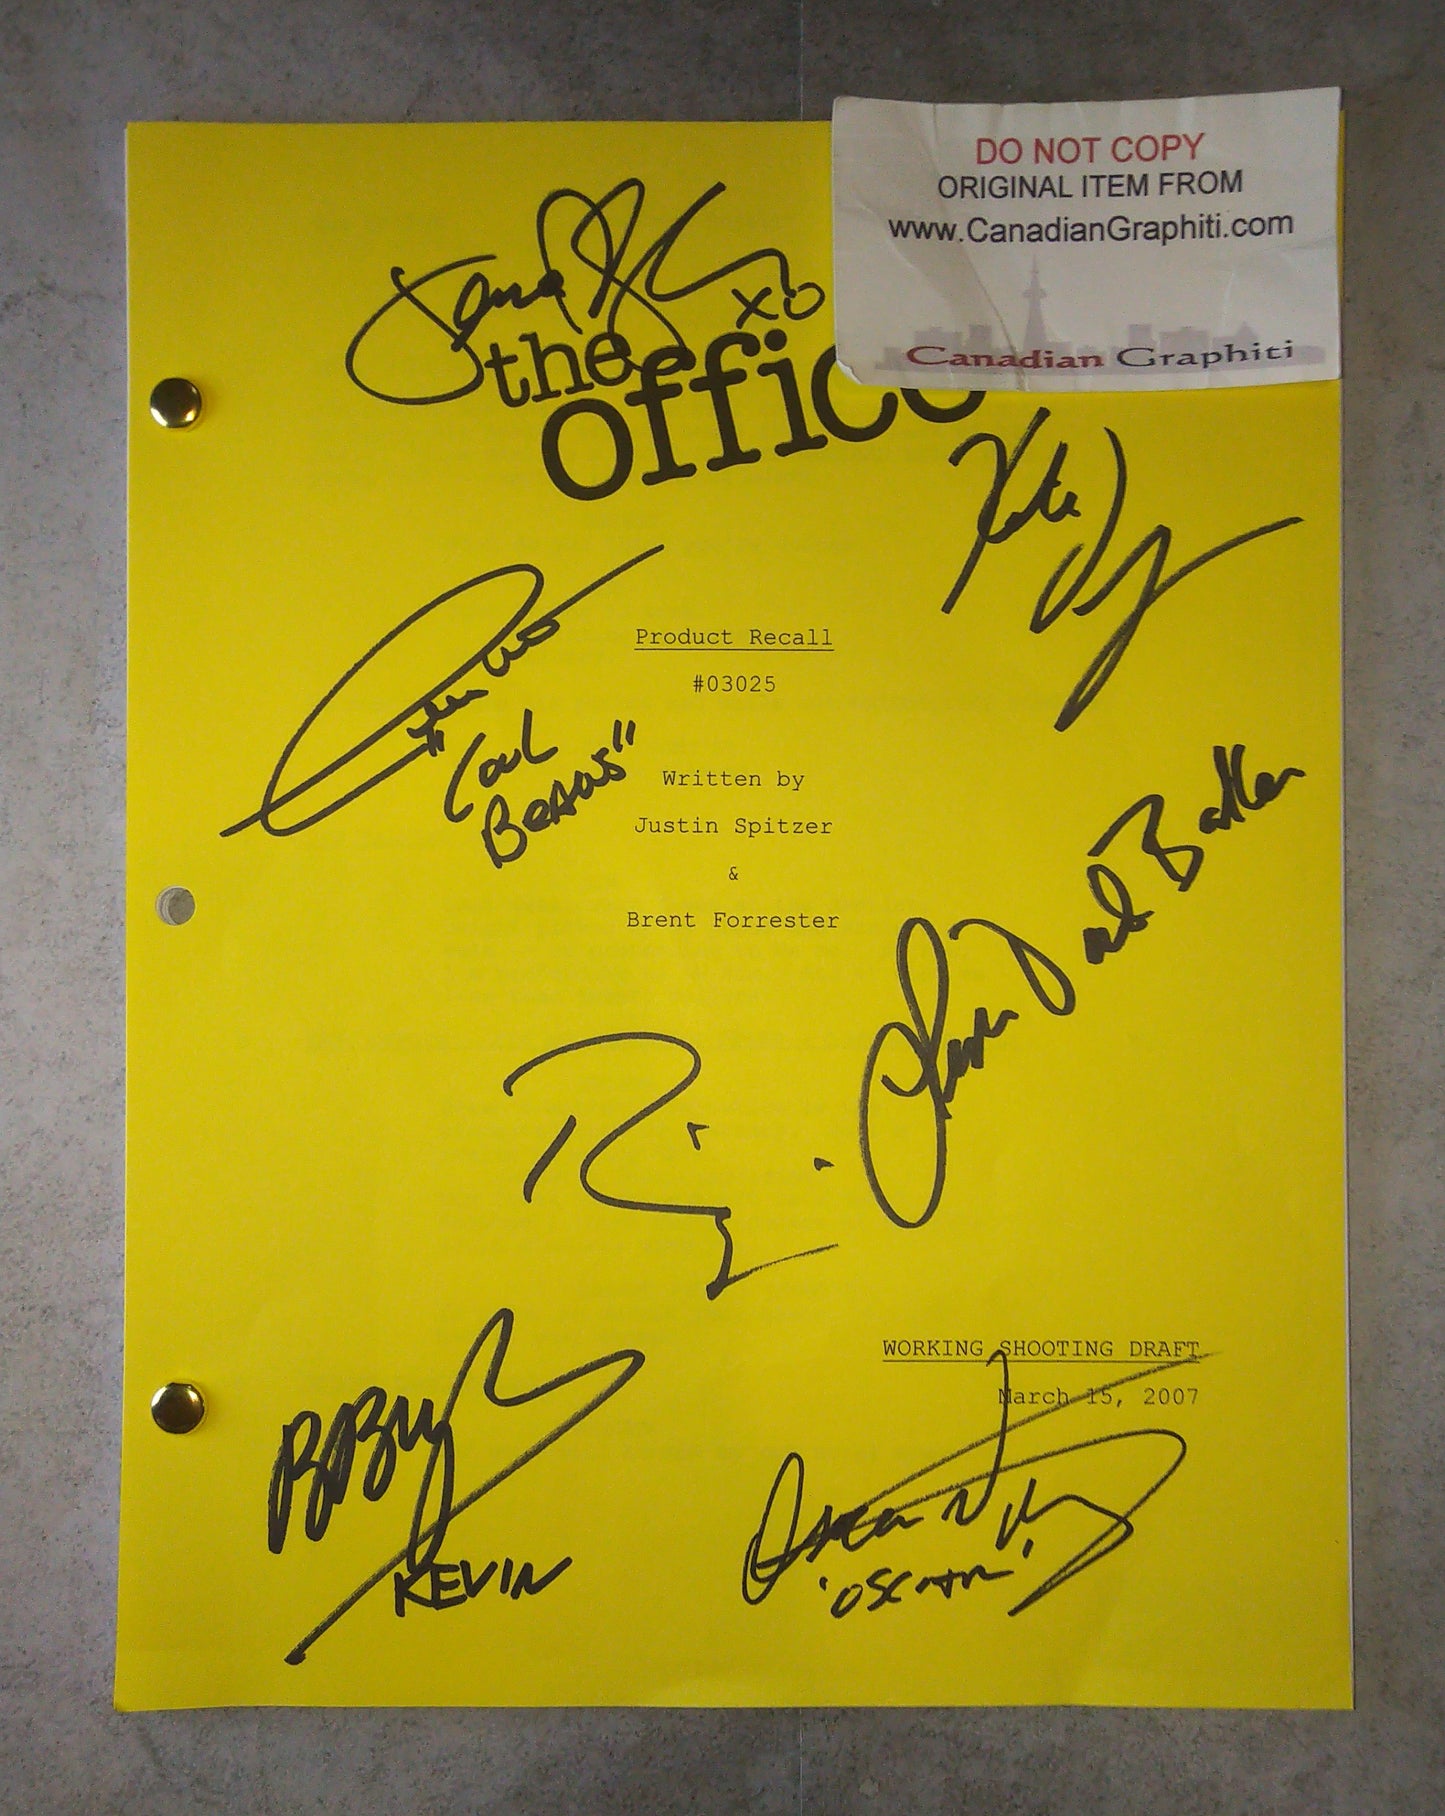 DO NOT COPY
ORIGINAL ITEM FROM
www.CanadianGraphiti.com
Canadian Graphiti
xo
the
office
Product Recall
#03025
"Cool
Beans"
Written by
Justin Spitzer
&
Brent Forrester
WORKING SHOOTING DRAFT
March 15, 2007
KEVIN
'OSCAR'